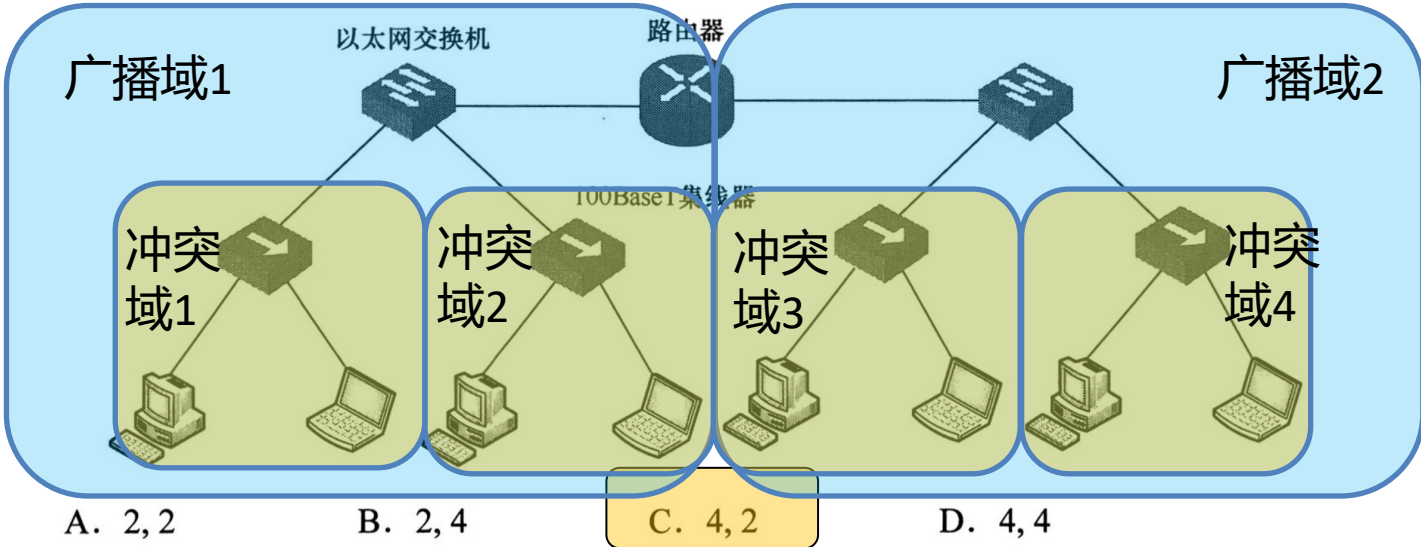 以太网交换机
路由器
广播域1
广播域2
100BaseT集线器
冲突
域1
冲突
域2
冲突
域3
冲突
域4
A. 2, 2
B. 2, 4
C. 4, 2
D. 4, 4